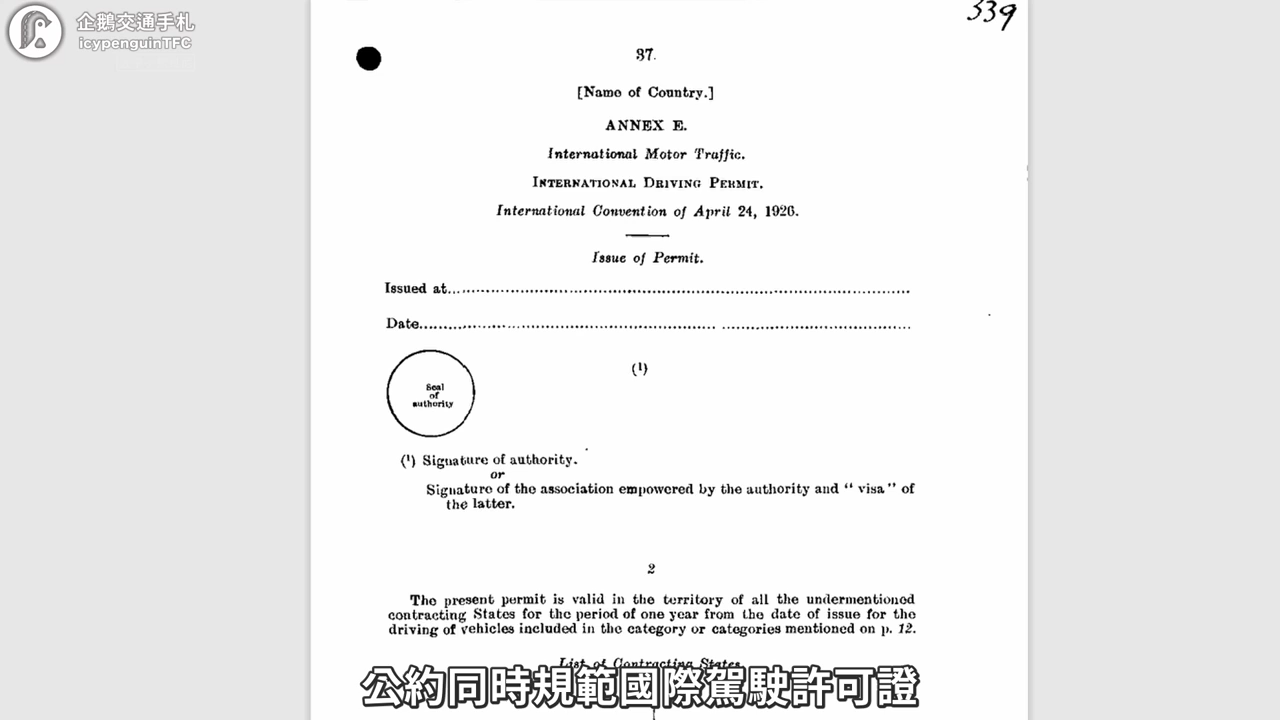 企鵝交通手札
icypenguinTFC
339
37.
[Name of Country.]
ANNEX E.
International Motor Traffic.
INTERNATIONAL DRIVING PERMIT.
International Convention of April 24, 1926.
Issue of Permit.
Issued at
Date
Seal
of
authority
(1)
(1) Signature of authority.
or
Signature of the association empowered by the authority and “ visa ” of
the latter.
2
The present permit is valid in the territory of all the undermentioned
contracting States for the period of one year from the date of issue for the
driving of vehicles included in the category or categories mentioned on p. 12.
List of Contracting States
公約同時規範國際駕駛許可證